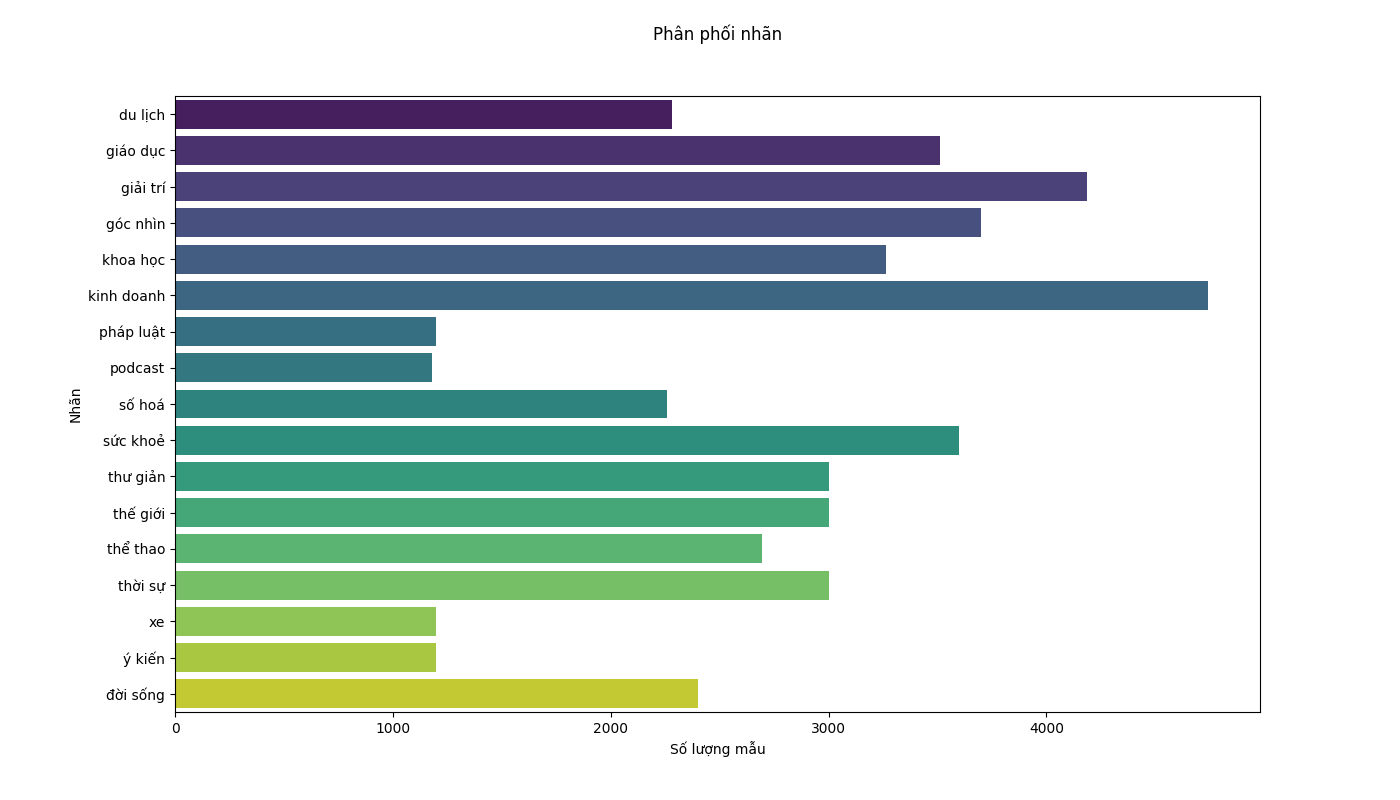 Phân phối nhãn
du lịch
giáo dục
giải trí
góc nhìn
khoa học
kinh doanh
pháp luật
podcast
số hoá
sức khoẻ
thư giản
thế giới
thể thao
thời sự
xe
ý kiến
đời sống
Nhãn
0 1000 2000 3000 4000
Số lượng mẫu